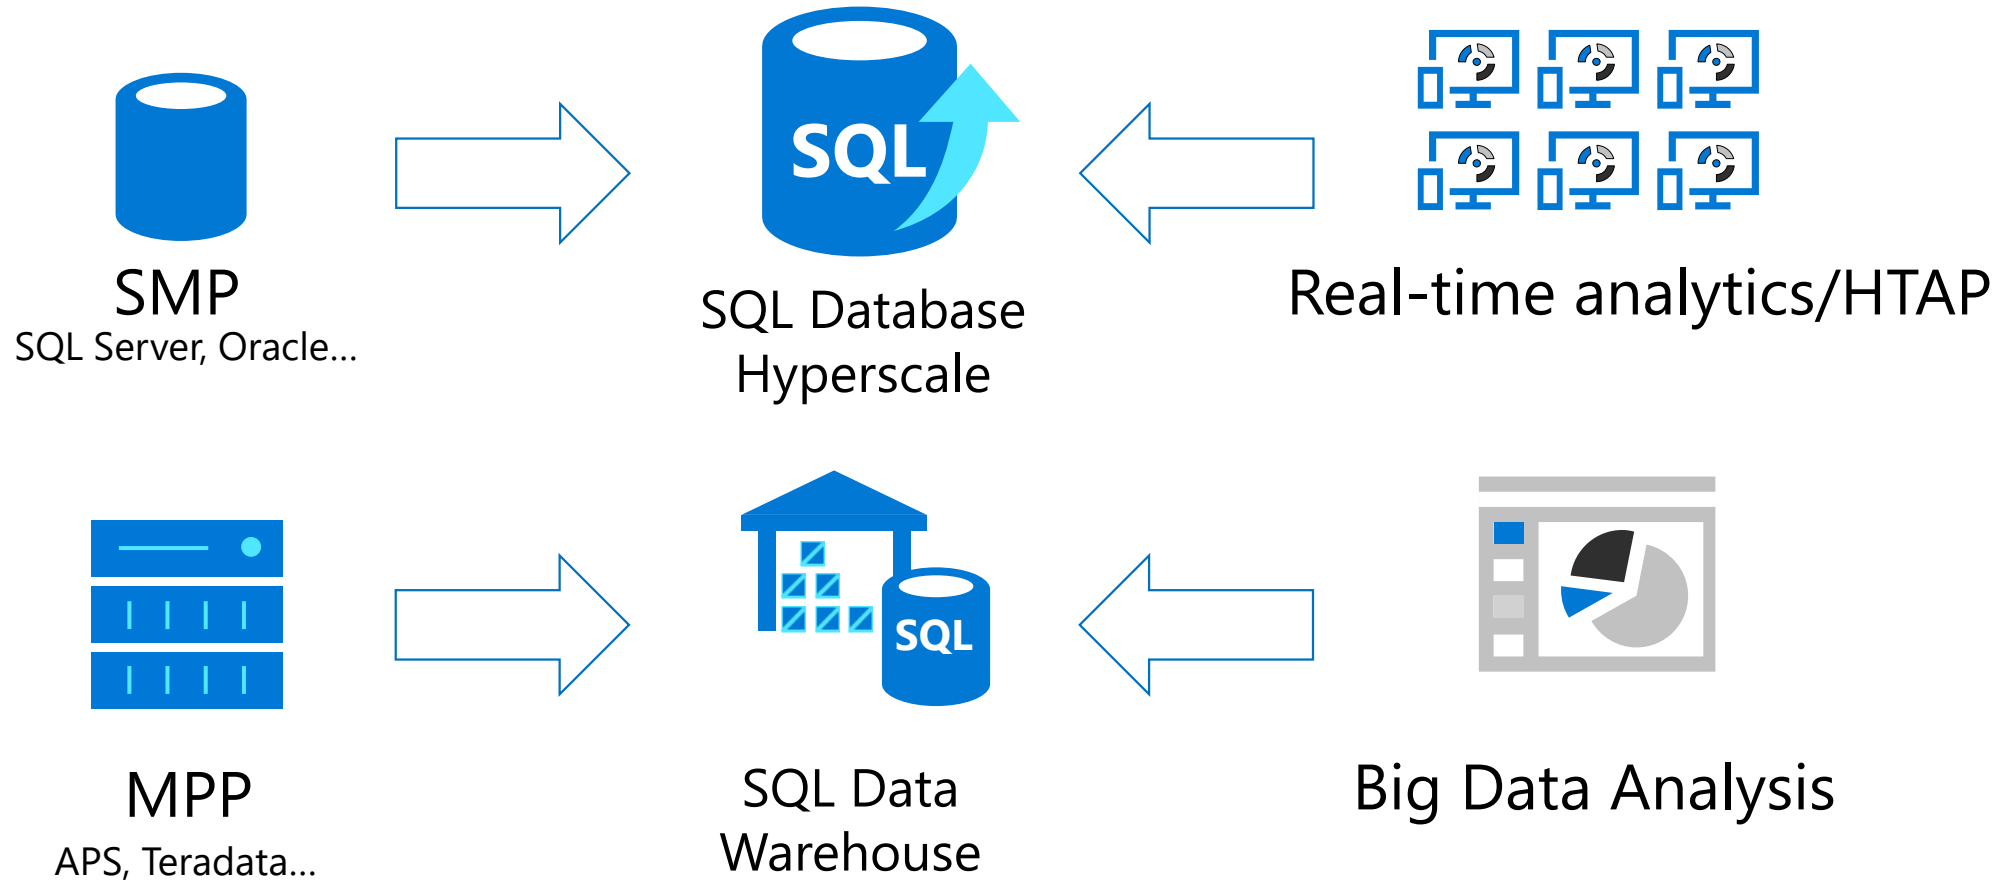 SQL
SMP
SQL Server, Oracle...
SQL Database
Hyperscale
Real-time analytics/HTAP
SQL
MPP
APS, Teradata...
SQL Data
Warehouse
Big Data Analysis